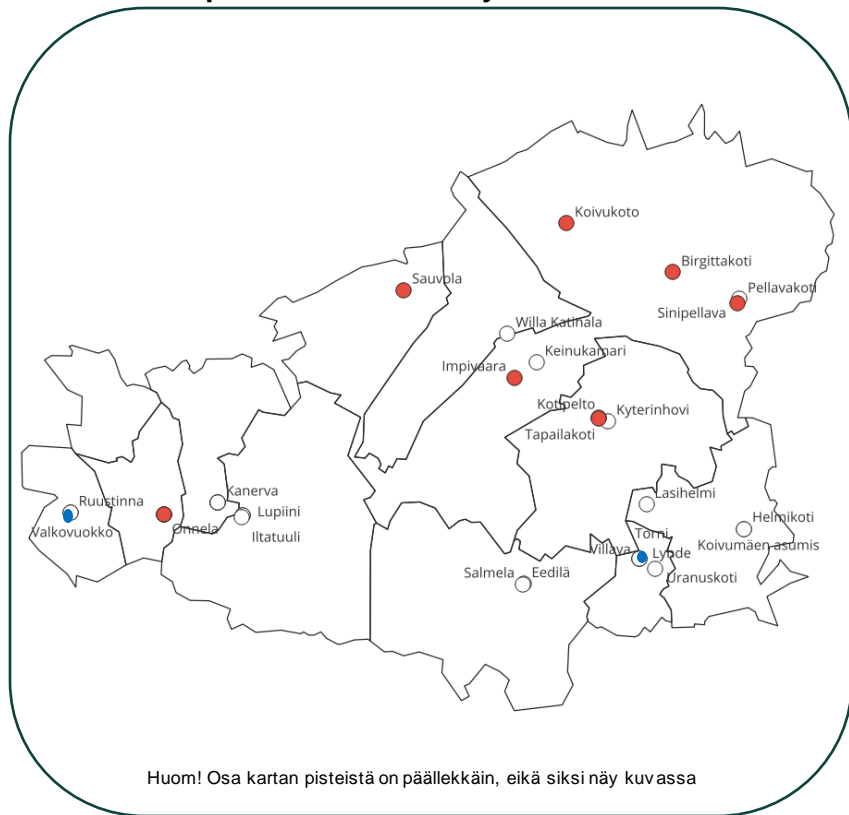 Koivukoto
Birgittakoti
Sauvola
Pellavakoti
Sinipellava
Willa Katinala
Keinukamari
Impivaara
Kotipelto
Kyterinhovi
Tapailakoti
Kanerva
Ruustinna
Lasihelmi
Lupiini
Helmikoti
Valkovuokko
Onnela
Iltatuuli
Torni
Koivumäen asumis
Villava
Lyhde
Salmela
Eedilä
Uranuskoti
Huom! Osa kartan pisteistä on päällekkäin, eikä siksi näy kuvassa